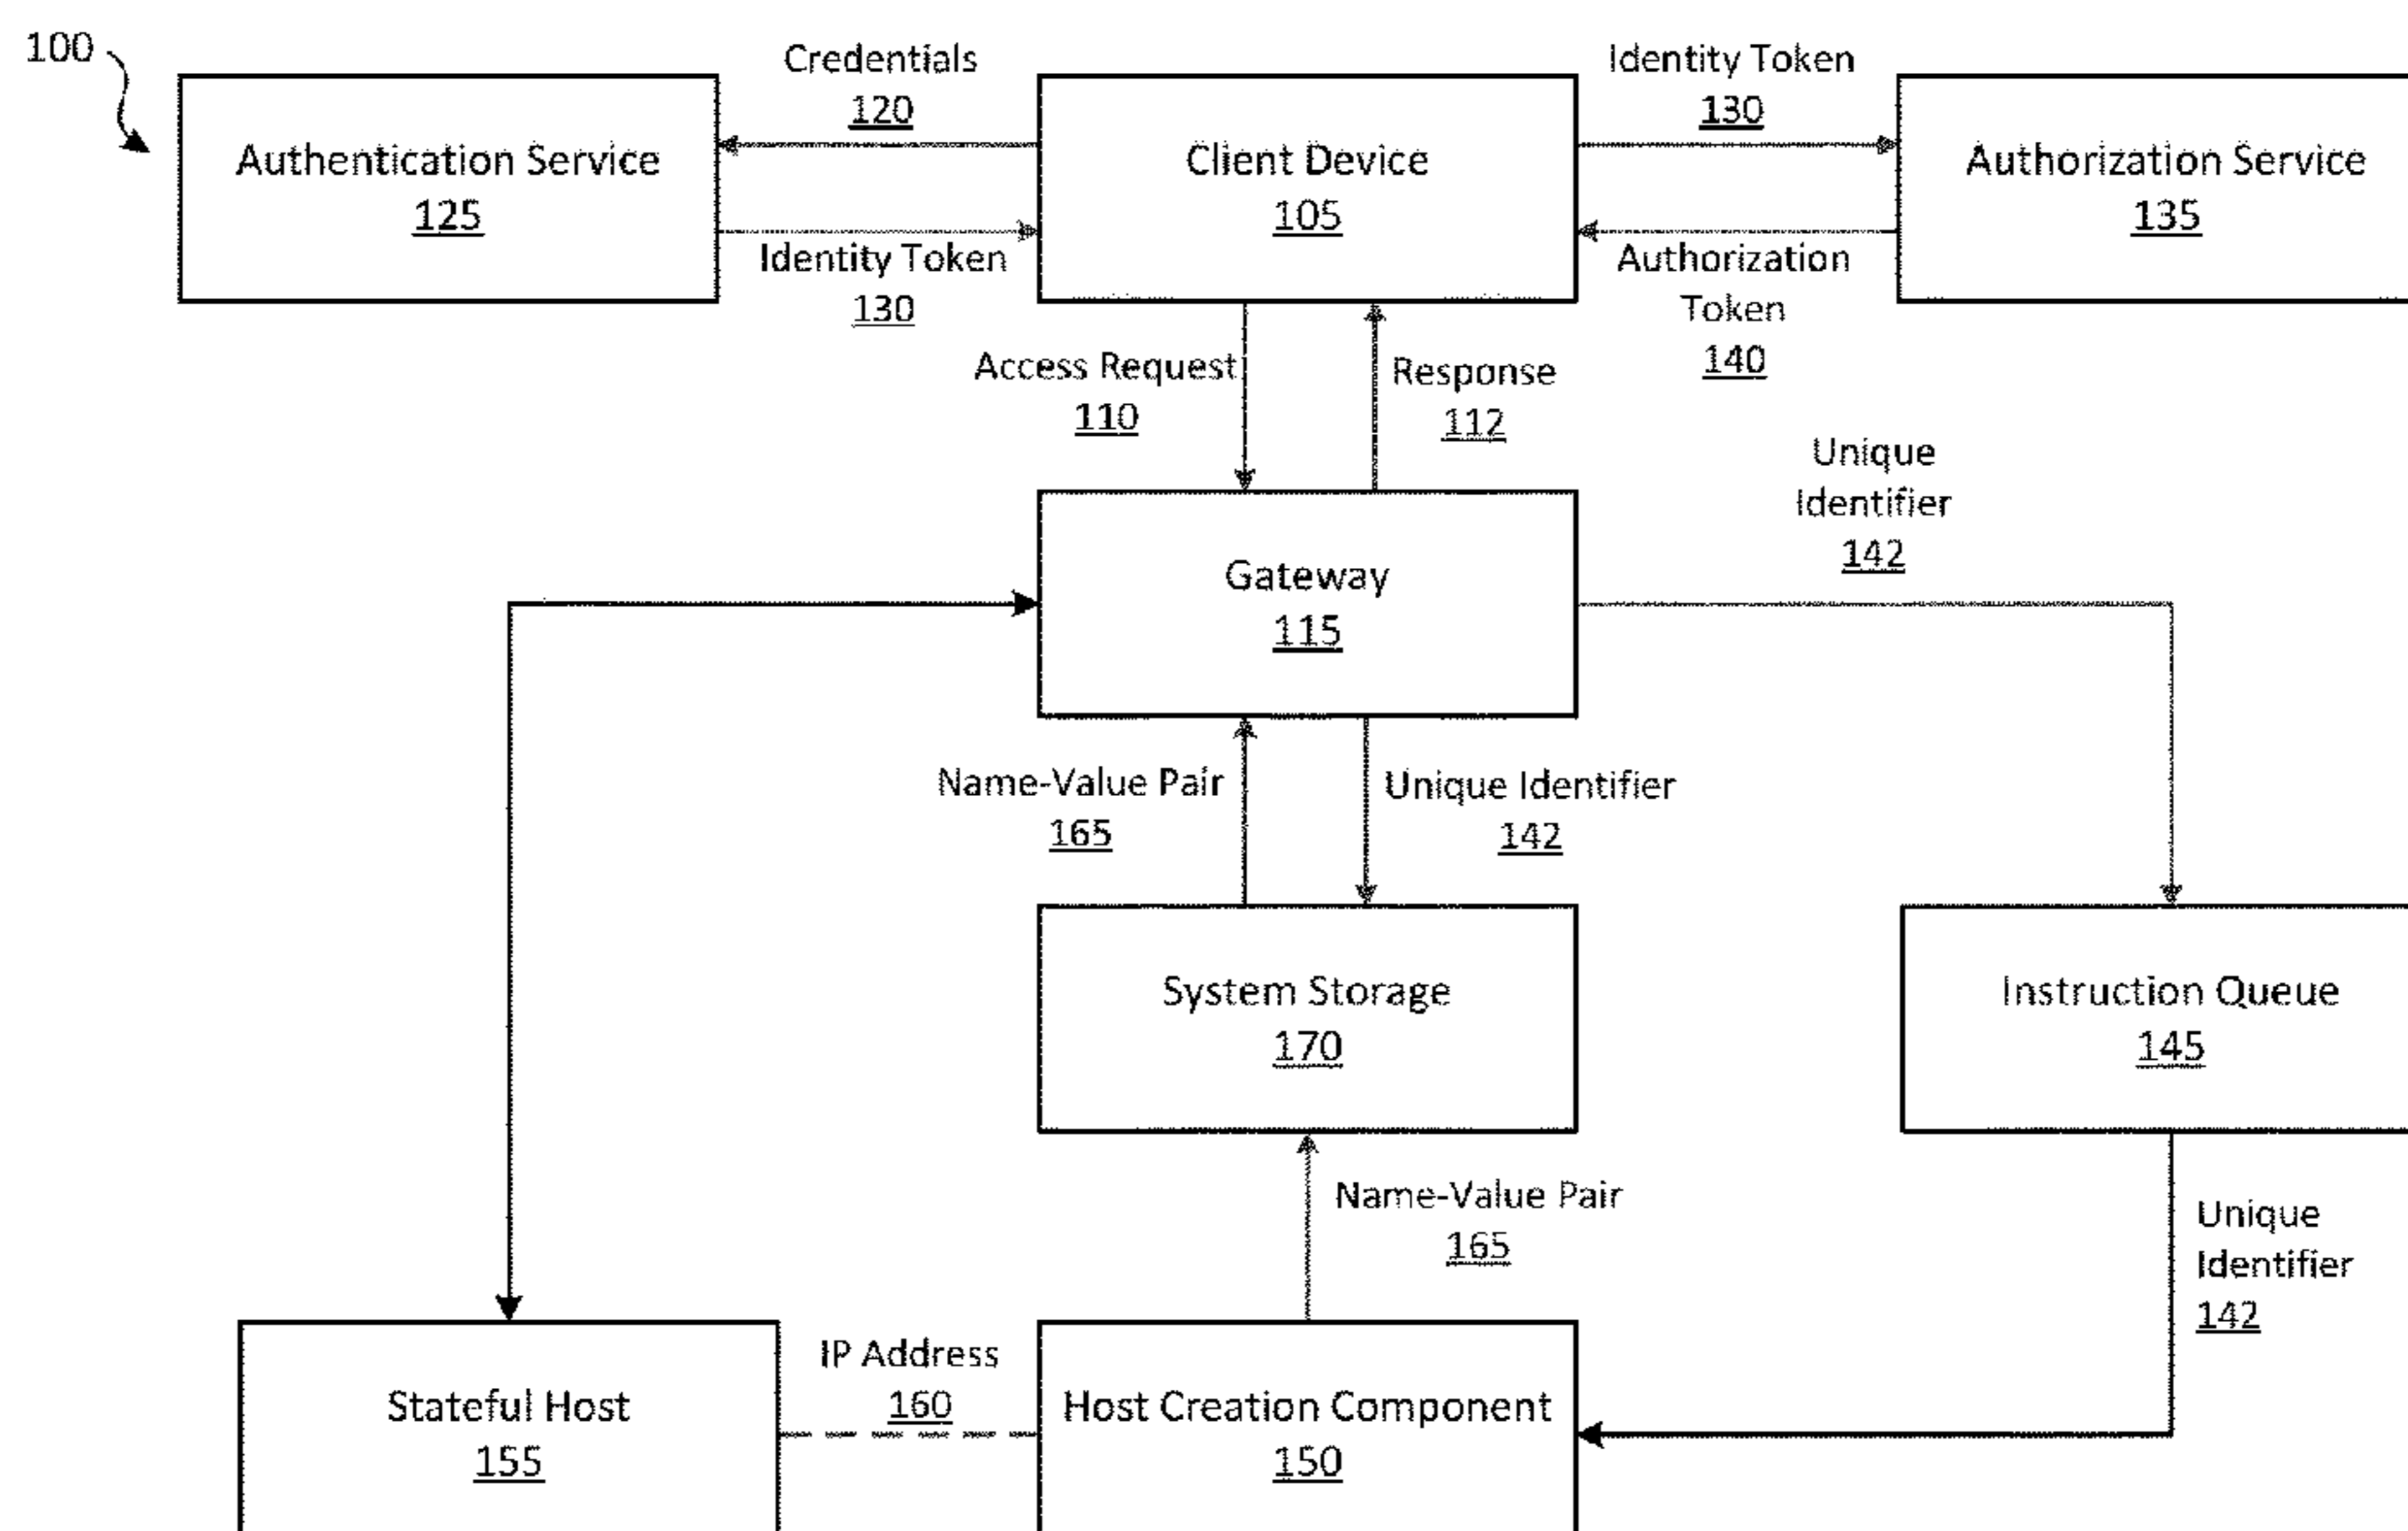 100
Credentials
120
Identity Token
130
Authentication Service
125
Client Device
105
Authorization Service
135
Identity Token
130
Authorization
Token
140
Access Request
110
Response
112
Unique
Identifier
142
Gateway
115
Name-Value Pair
165
Unique Identifier
142
System Storage
170
Instruction Queue
145
Name-Value Pair
165
Unique
Identifier
142
IP Address
160
Stateful Host
155
Host Creation Component
150